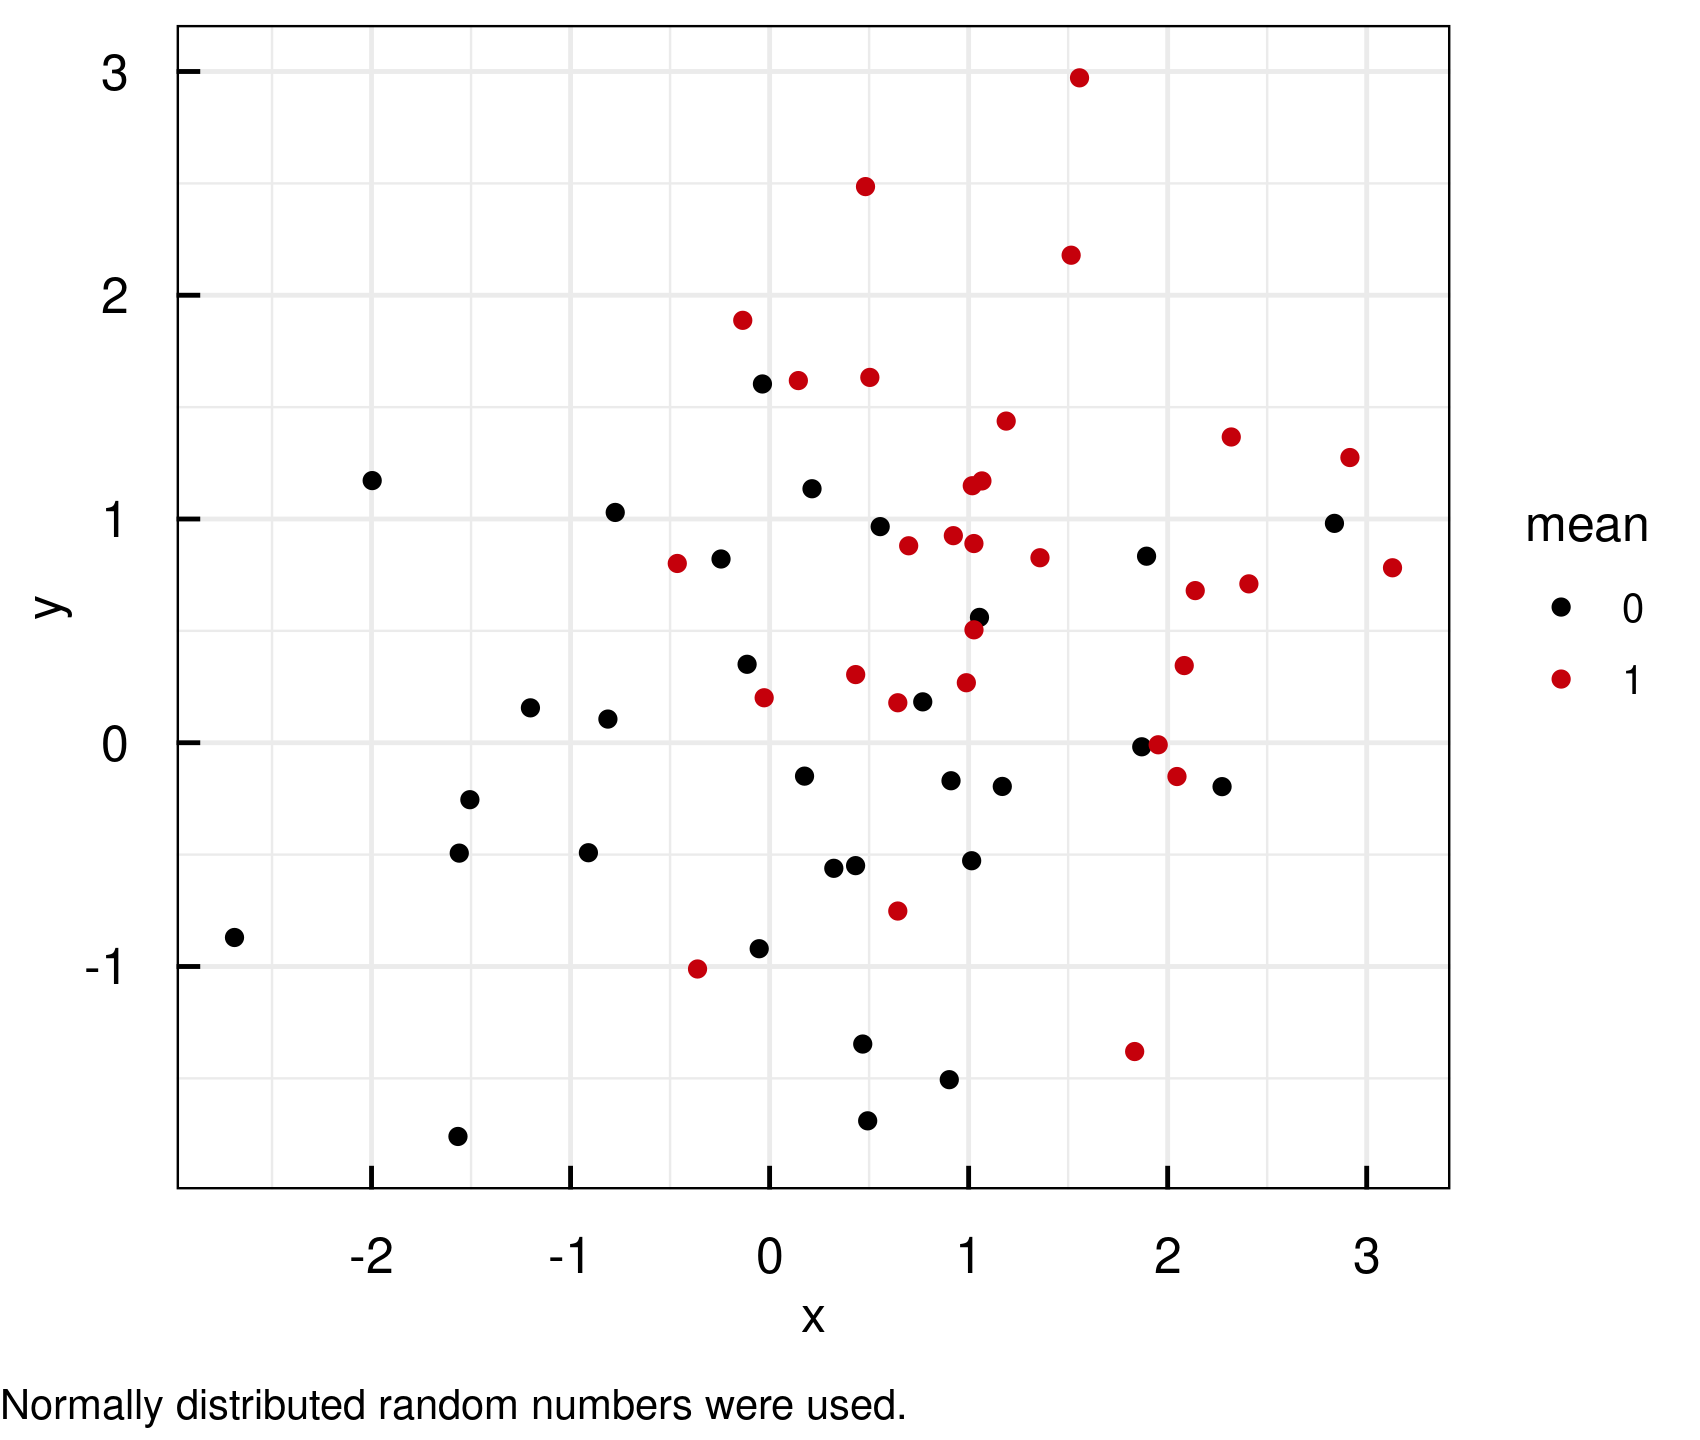 3
2
1
0
-1
y
-2 -1 0 1 2 3
x
mean
0
1
Normally distributed random numbers were used.